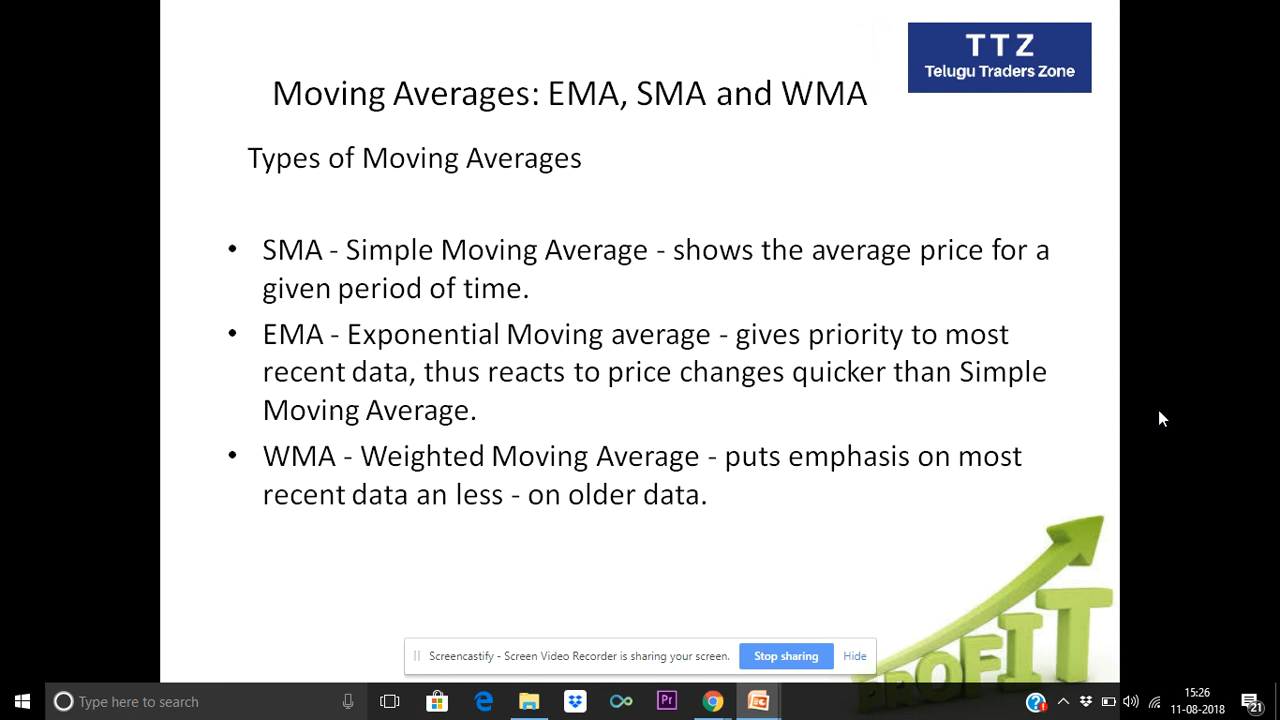 T T Z
Telugu Traders Zone
Moving Averages: EMA, SMA and WMA
Types of Moving Averages
• SMA - Simple Moving Average - shows the average price for a
given period of time.
• EMA - Exponential Moving average - gives priority to most
recent data, thus reacts to price changes quicker than Simple
Moving Average.
• WMA - Weighted Moving Average - puts emphasis on most
recent data an less - on older data.
PROFIT
Screencastify - Screen Video Recorder is sharing your screen.
Stop sharing
Hide
Type here to search
Pr
15:26
11-08-2018
21